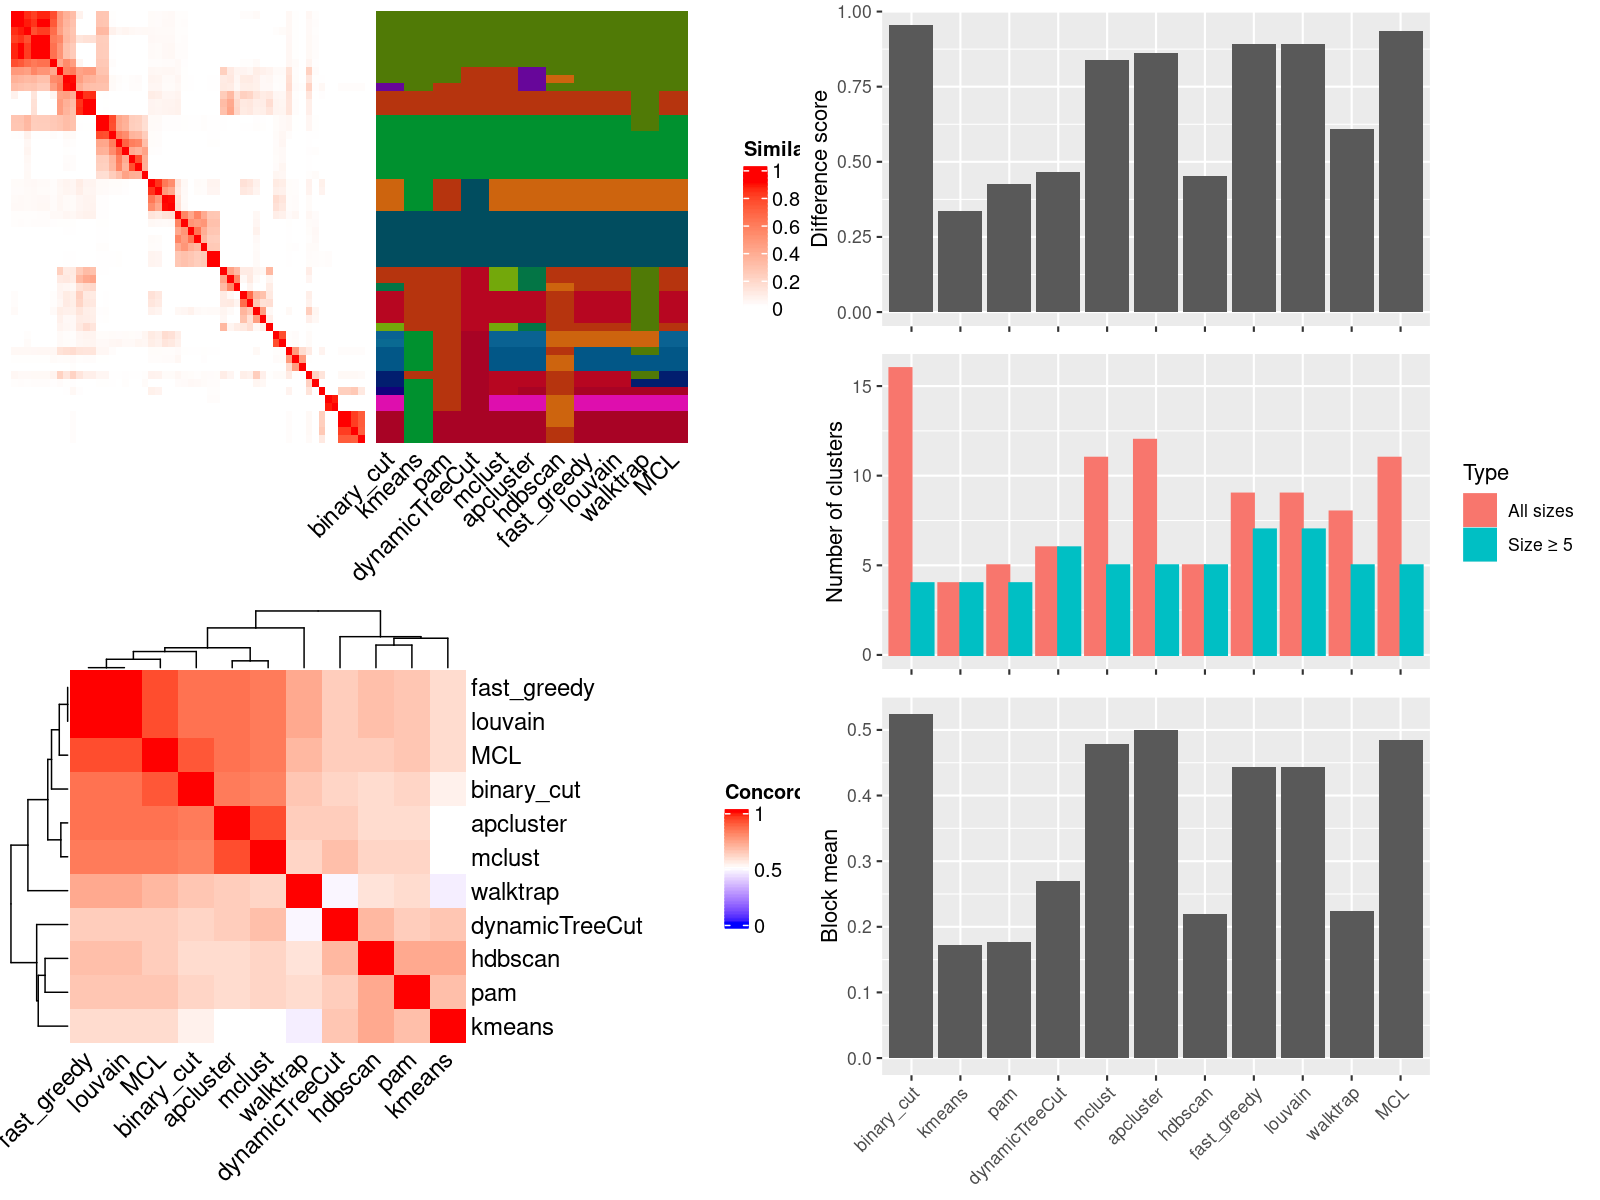 Simila
1
0.8
0.6
0.4
0.2
0
binary_cut
kmeans
pam
dynamicTreeCut
mclust
apcluster
hdbscan
fast_greedy
louvain
walktrap
MCL
Difference score
1.00
0.75
0.50
0.25
0.00
Number of clusters
15
10
5
0
Type
All sizes
Size ≥ 5
fast_greedy
louvain
MCL
binary_cut
apcluster
mclust
walktrap
dynamicTreeCut
hdbscan
pam
kmeans
Concord
1
0.5
0
fast_greedy
louvain
MCL
binary_cut
apcluster
mclust
walktrap
dynamicTreeCut
hdbscan
pam
kmeans
Block mean
0.5
0.4
0.3
0.2
0.1
0.0
binary_cut
kmeans
pam
dynamicTreeCut
mclust
apcluster
hdbscan
fast_greedy
louvain
walktrap
MCL